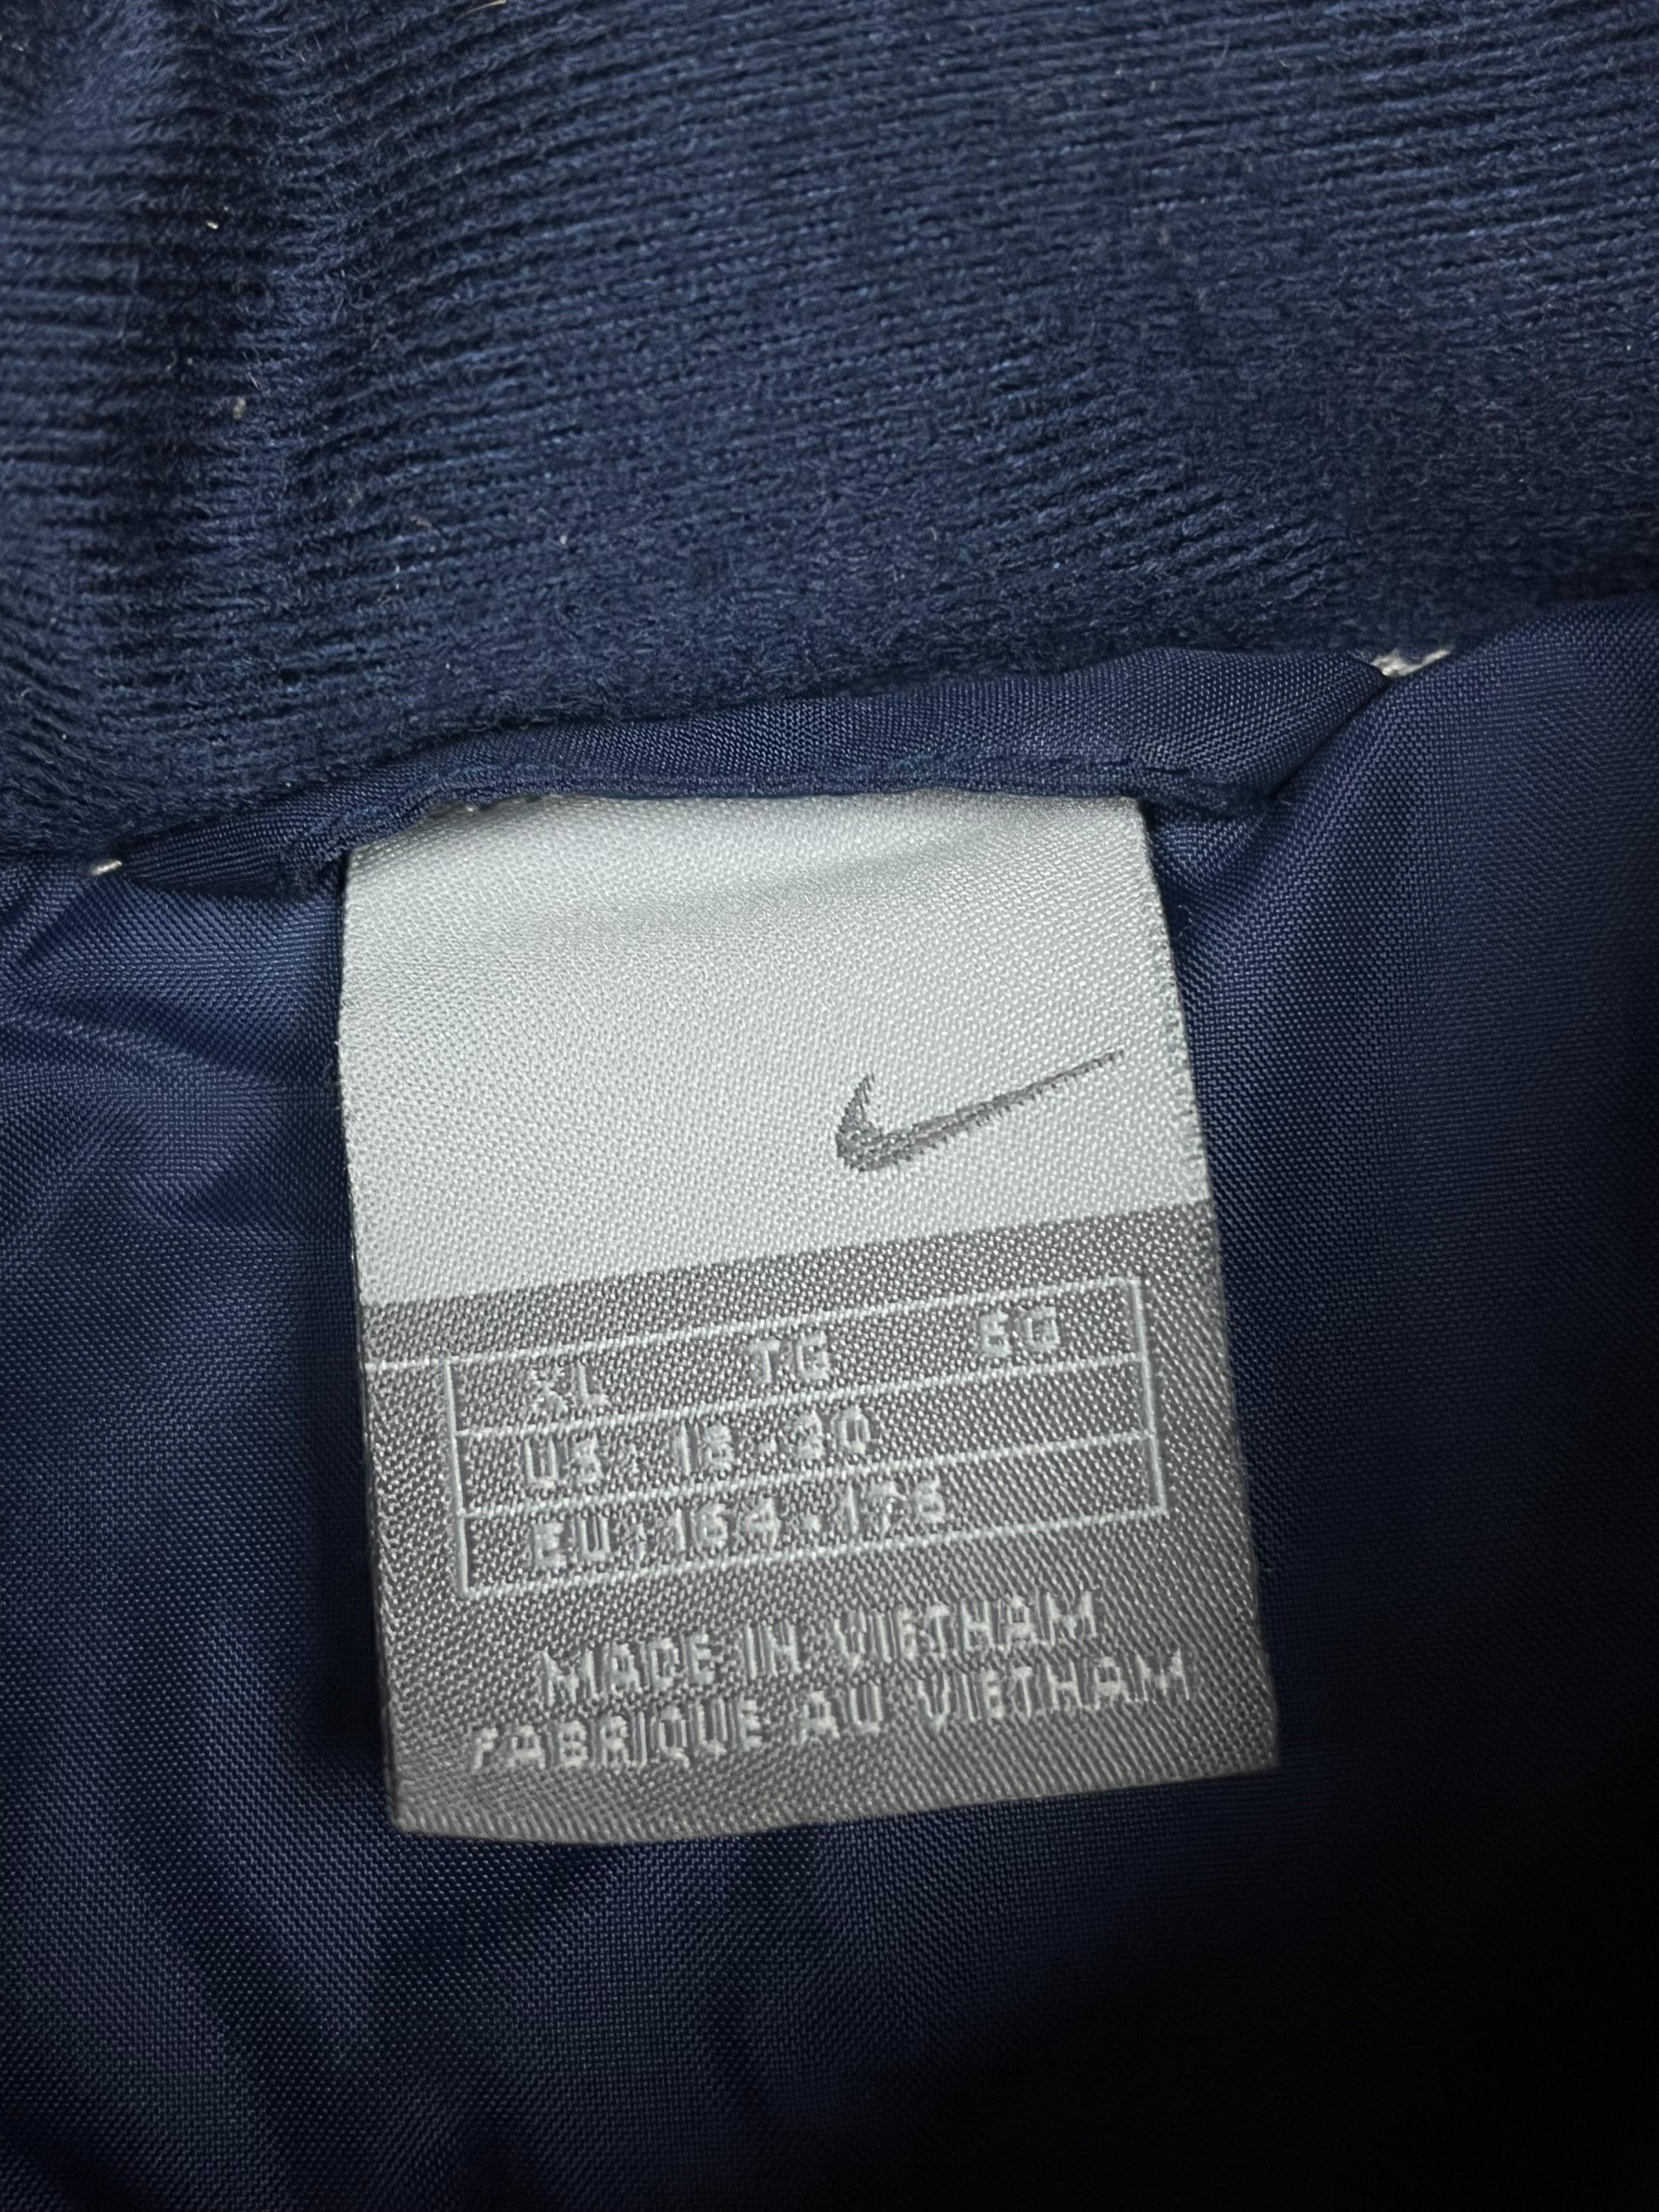 XL TG EG
US: 18-20
EU: 164-176
MADE IN VIETNAM
FABRIQUE AU VIETNAM